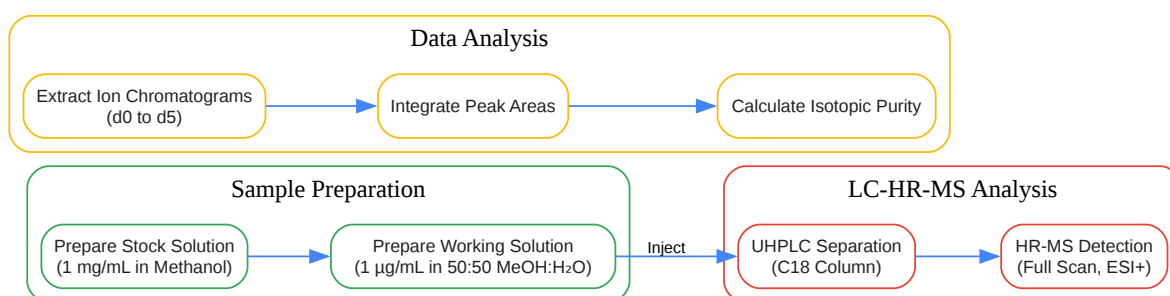 Data Analysis
Extract Ion Chromatograms
(d0 to d5)
Integrate Peak Areas
Calculate Isotopic Purity
Sample Preparation
Prepare Stock Solution
(1 mg/mL in Methanol)
Prepare Working Solution
(1 µg/mL in 50:50 MeOH:H₂O)
Inject
LC-HR-MS Analysis
UHPLC Separation
(C18 Column)
HR-MS Detection
(Full Scan, ESI+)